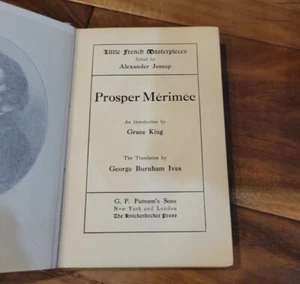 Little French Masterpieces
Edited by
Alexander Jessup
Prosper Mérimée
An Introduction by
Grace King
The Translation by
George Burnham Ives
G. P. Putnam's Sons
New York and London
The Knickerbocker Press